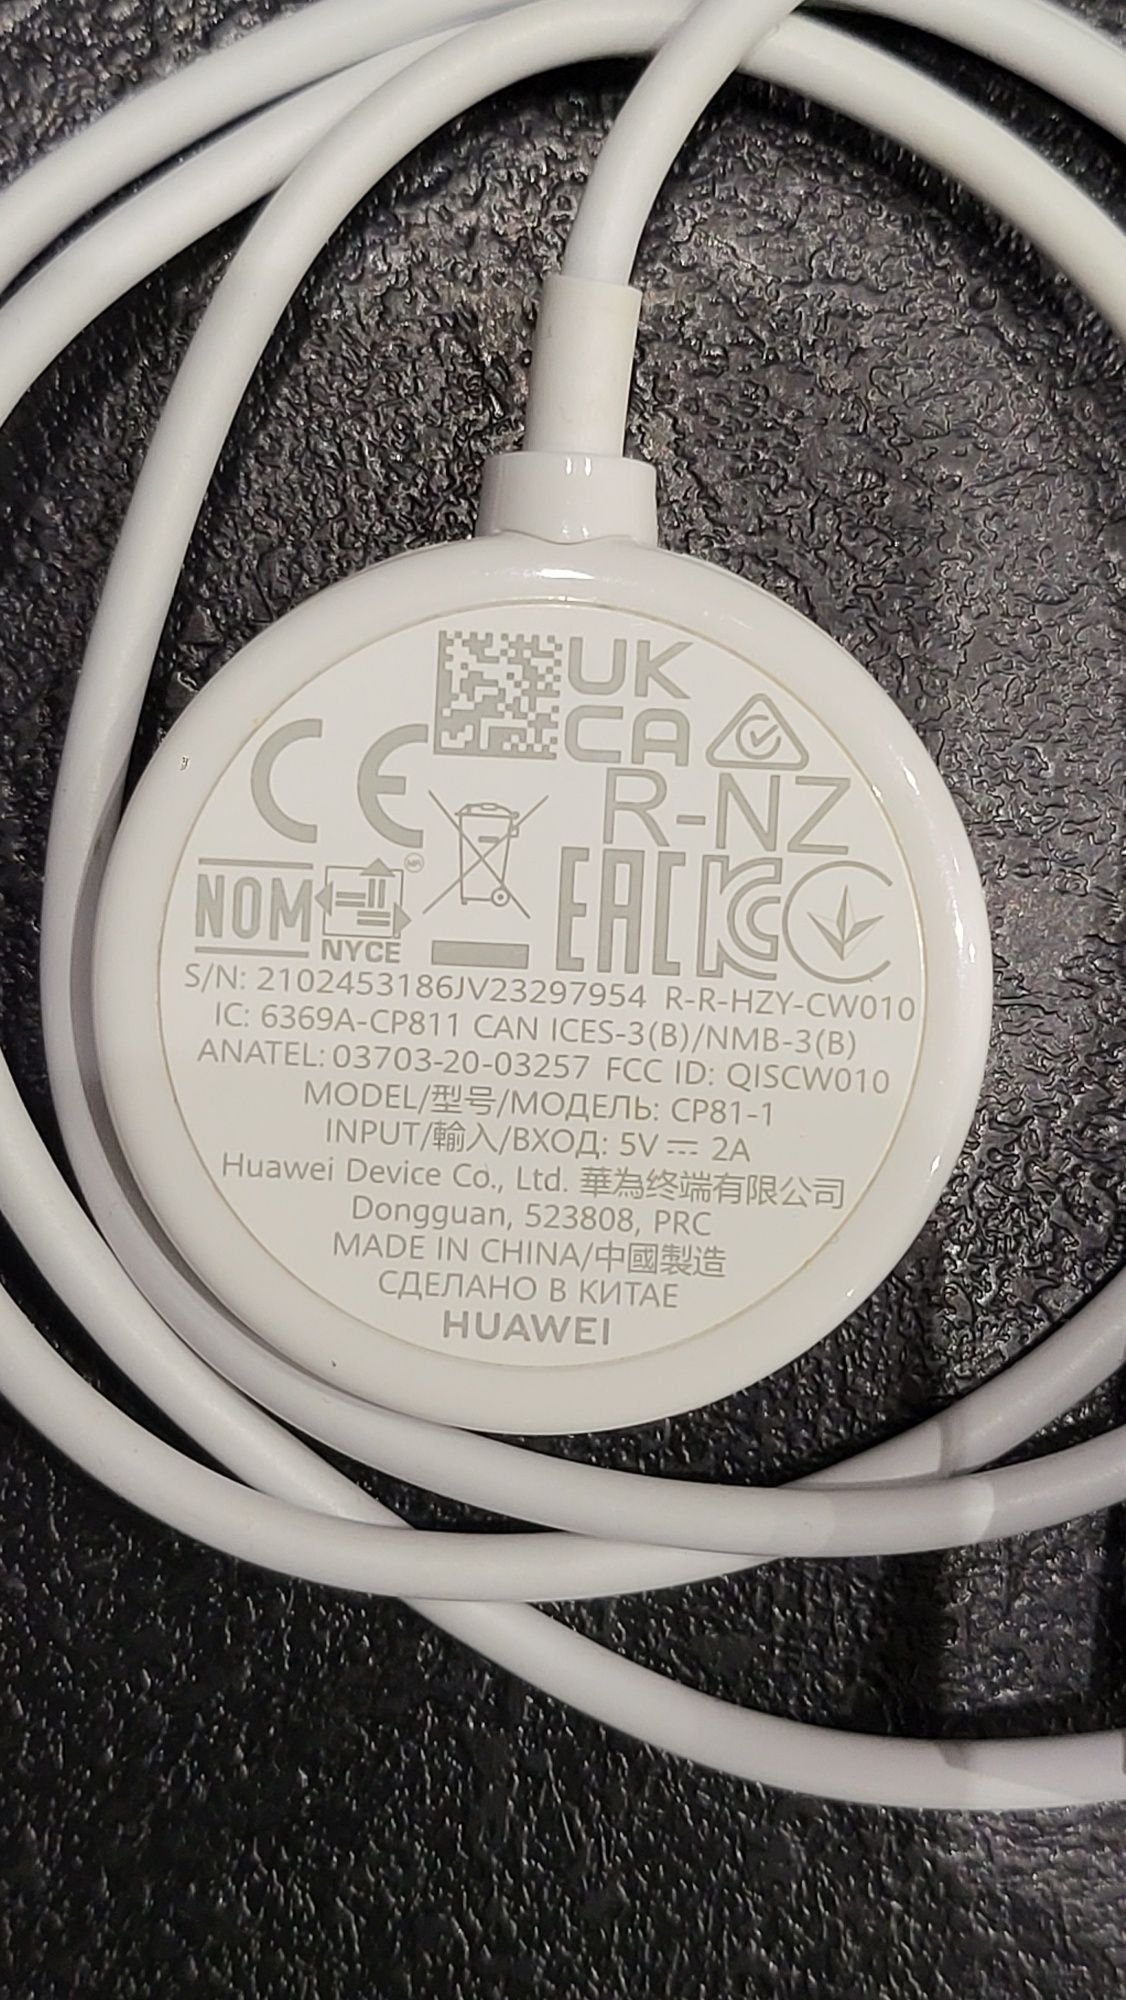 UK
CA
CE
R-NZ
NOM
NYCE
EAC
S/N: 2102453186JV23297954 R-R-HZY-CW010
IC: 6369A-CP811 CAN ICES-3(B)/NMB-3(B)
ANATEL: 03703-20-03257 FCC ID: QISCW010
MODEL/型号/МОДЕЛЬ: CP81-1
INPUT/輸入/ВХОД: 5V ⎓ 2A
Huawei Device Co., Ltd. 華為终端有限公司
Dongguan, 523808, PRC
MADE IN CHINA/中國製造
СДЕЛАНО В КИТАЕ
HUAWEI